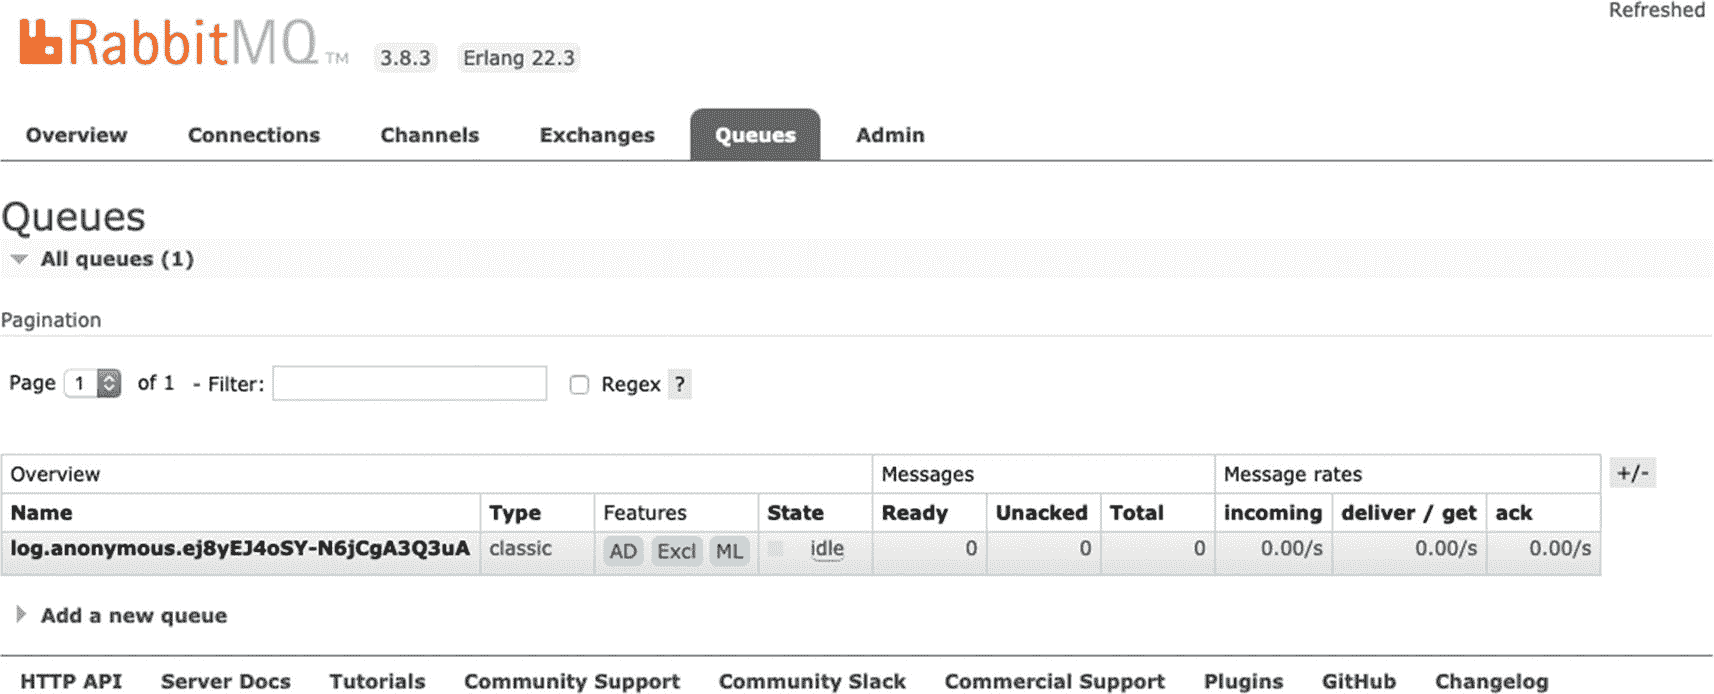 Refreshed
RabbitMQ TM 3.8.3 Erlang 22.3
Overview Connections Channels Exchanges Queues Admin
Queues
All queues (1)
Pagination
Page 1 of 1 - Filter: Regex ?
Overview Messages Message rates +/-
Name Type Features State Ready Unacked Total incoming deliver / get ack
log.anonymous.ej8yEJ4oSY-N6jCgA3Q3uA classic AD Excl ML idle 0 0 0 0.00/s 0.00/s 0.00/s
Add a new queue
HTTP API Server Docs Tutorials Community Support Community Slack Commercial Support Plugins GitHub Changelog